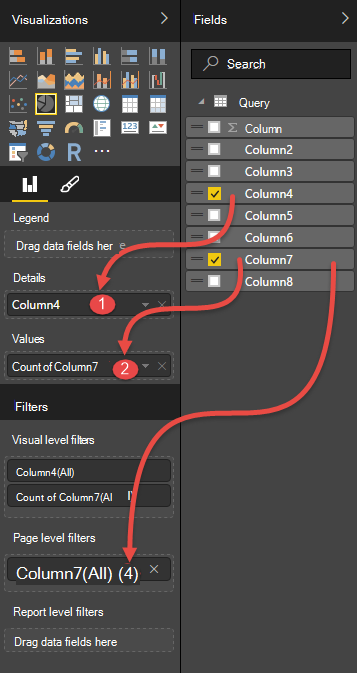 Visualizations
R
123
Legend
Drag data fields her e
Details
Column4
1
Values
Count of Column7
2
Filters
Visual level filters
Column4(All)
Count of Column7(Al
Page level filters
Column7(All) (4)
Report level filters
Drag data fields here
Fields
Search
Query
Σ Column
Column2
Column3
Column4
Column5
Column6
Column7
Column8